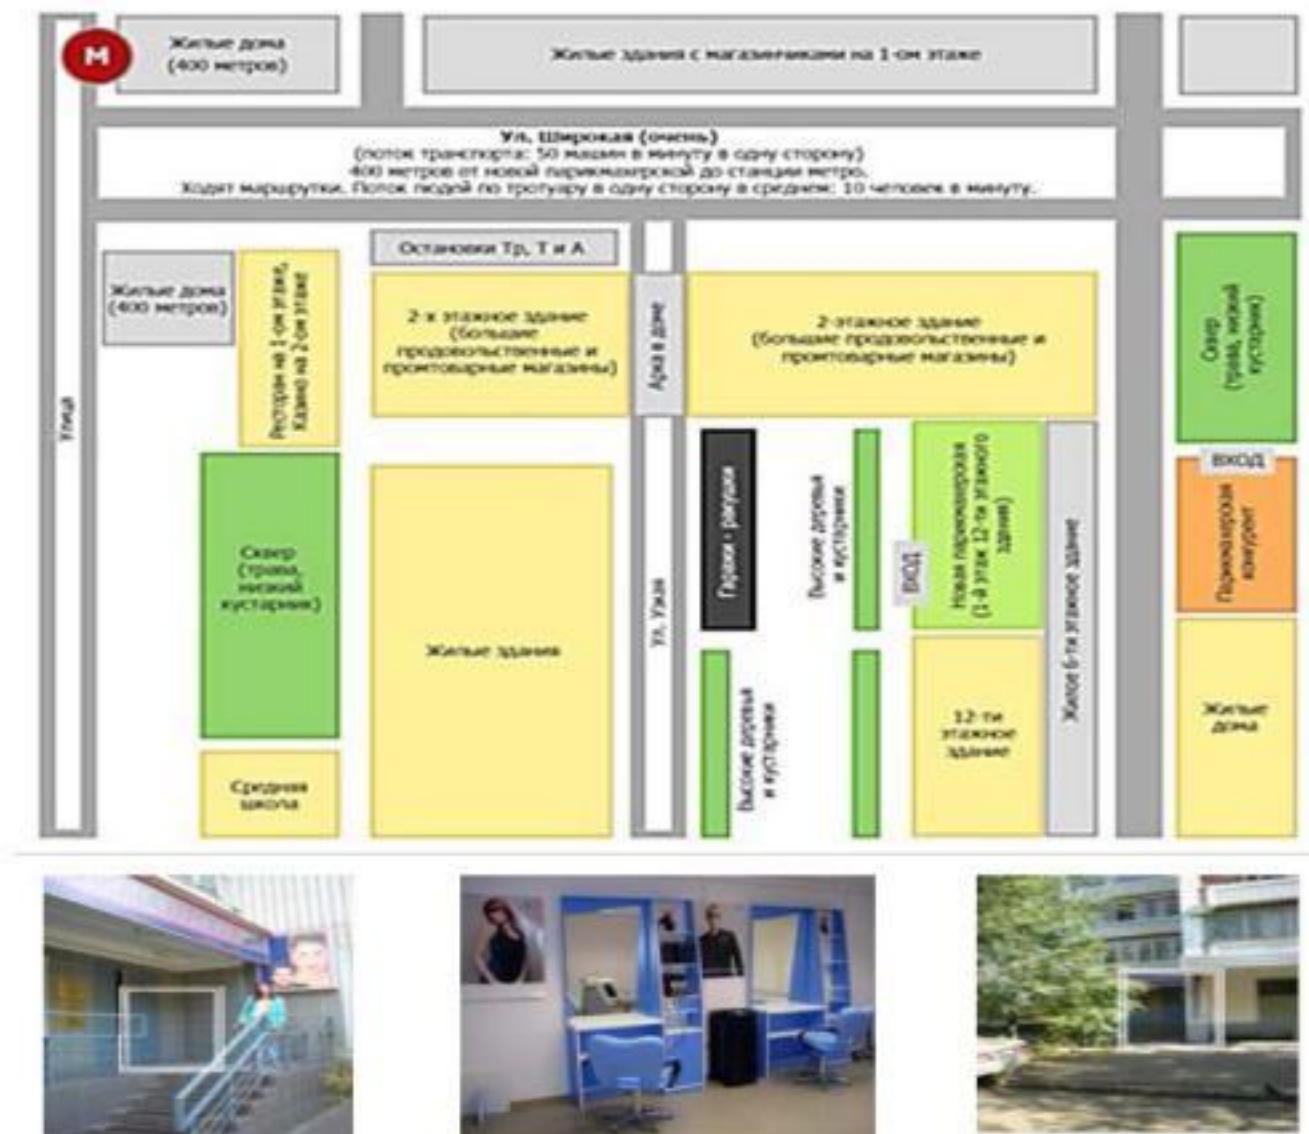 М
Жилые дома
(400 метров)
Жилые здания с магазинчиками на 1-ом этаже
Ул. Широкая (очень)
(поток транспорта: 50 машин в минуту в одну сторону)
400 метров от новой парикмахерской до станции метро.
Ходят маршрутки. Поток людей по тротуару в одну сторону в среднем: 10 человек в минуту.
Улица
Жилые дома
(400 метров)
Ресторан на 1-ом этаже,
Казино на 2-ом этаже
Остановки Тр, Т и А
2-х этажное здание
(большие
продовольственные и
промтоварные магазины)
Арка в доме
2-этажное здание
(большие продовольственные и
промтоварные магазины)
Сквер
(трава, низкий
кустарник)
ВХОД
Парикмахерская
конкурент
Сквер
(трава,
низкий
кустарник)
Жилые здания
Ул. Узкая
Гаражи - ракушки
Высокие деревья
и кустарники
ВХОД
Новая парикмахерская
(1-й этаж 12-ти этажного
здания)
Жилое 6-ти этажное здание
Средняя
школа
Высокие деревья
и кустарники
12-ти
этажное
здание
Жилые
дома